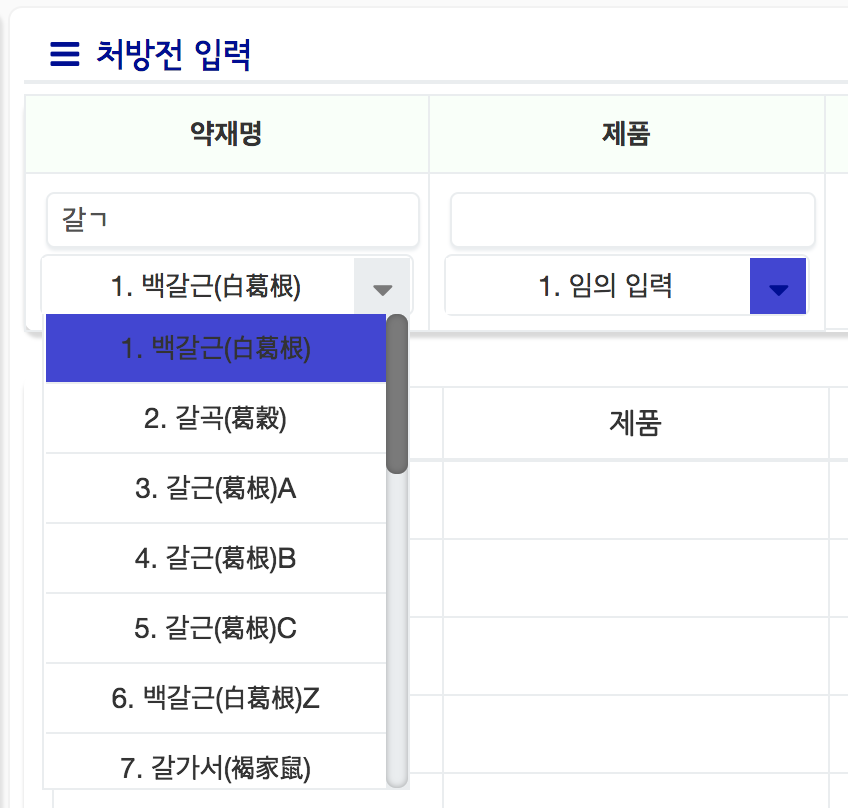 처방전 입력
약재명 제품
갈ㄱ
1. 백갈근(白葛根) 1. 임의 입력
1. 백갈근(白葛根)
2. 갈곡(葛穀)
제품
3. 갈근(葛根)A
4. 갈근(葛根)B
5. 갈근(葛根)C
6. 백갈근(白葛根)Z
7. 갈가서(褐家鼠)